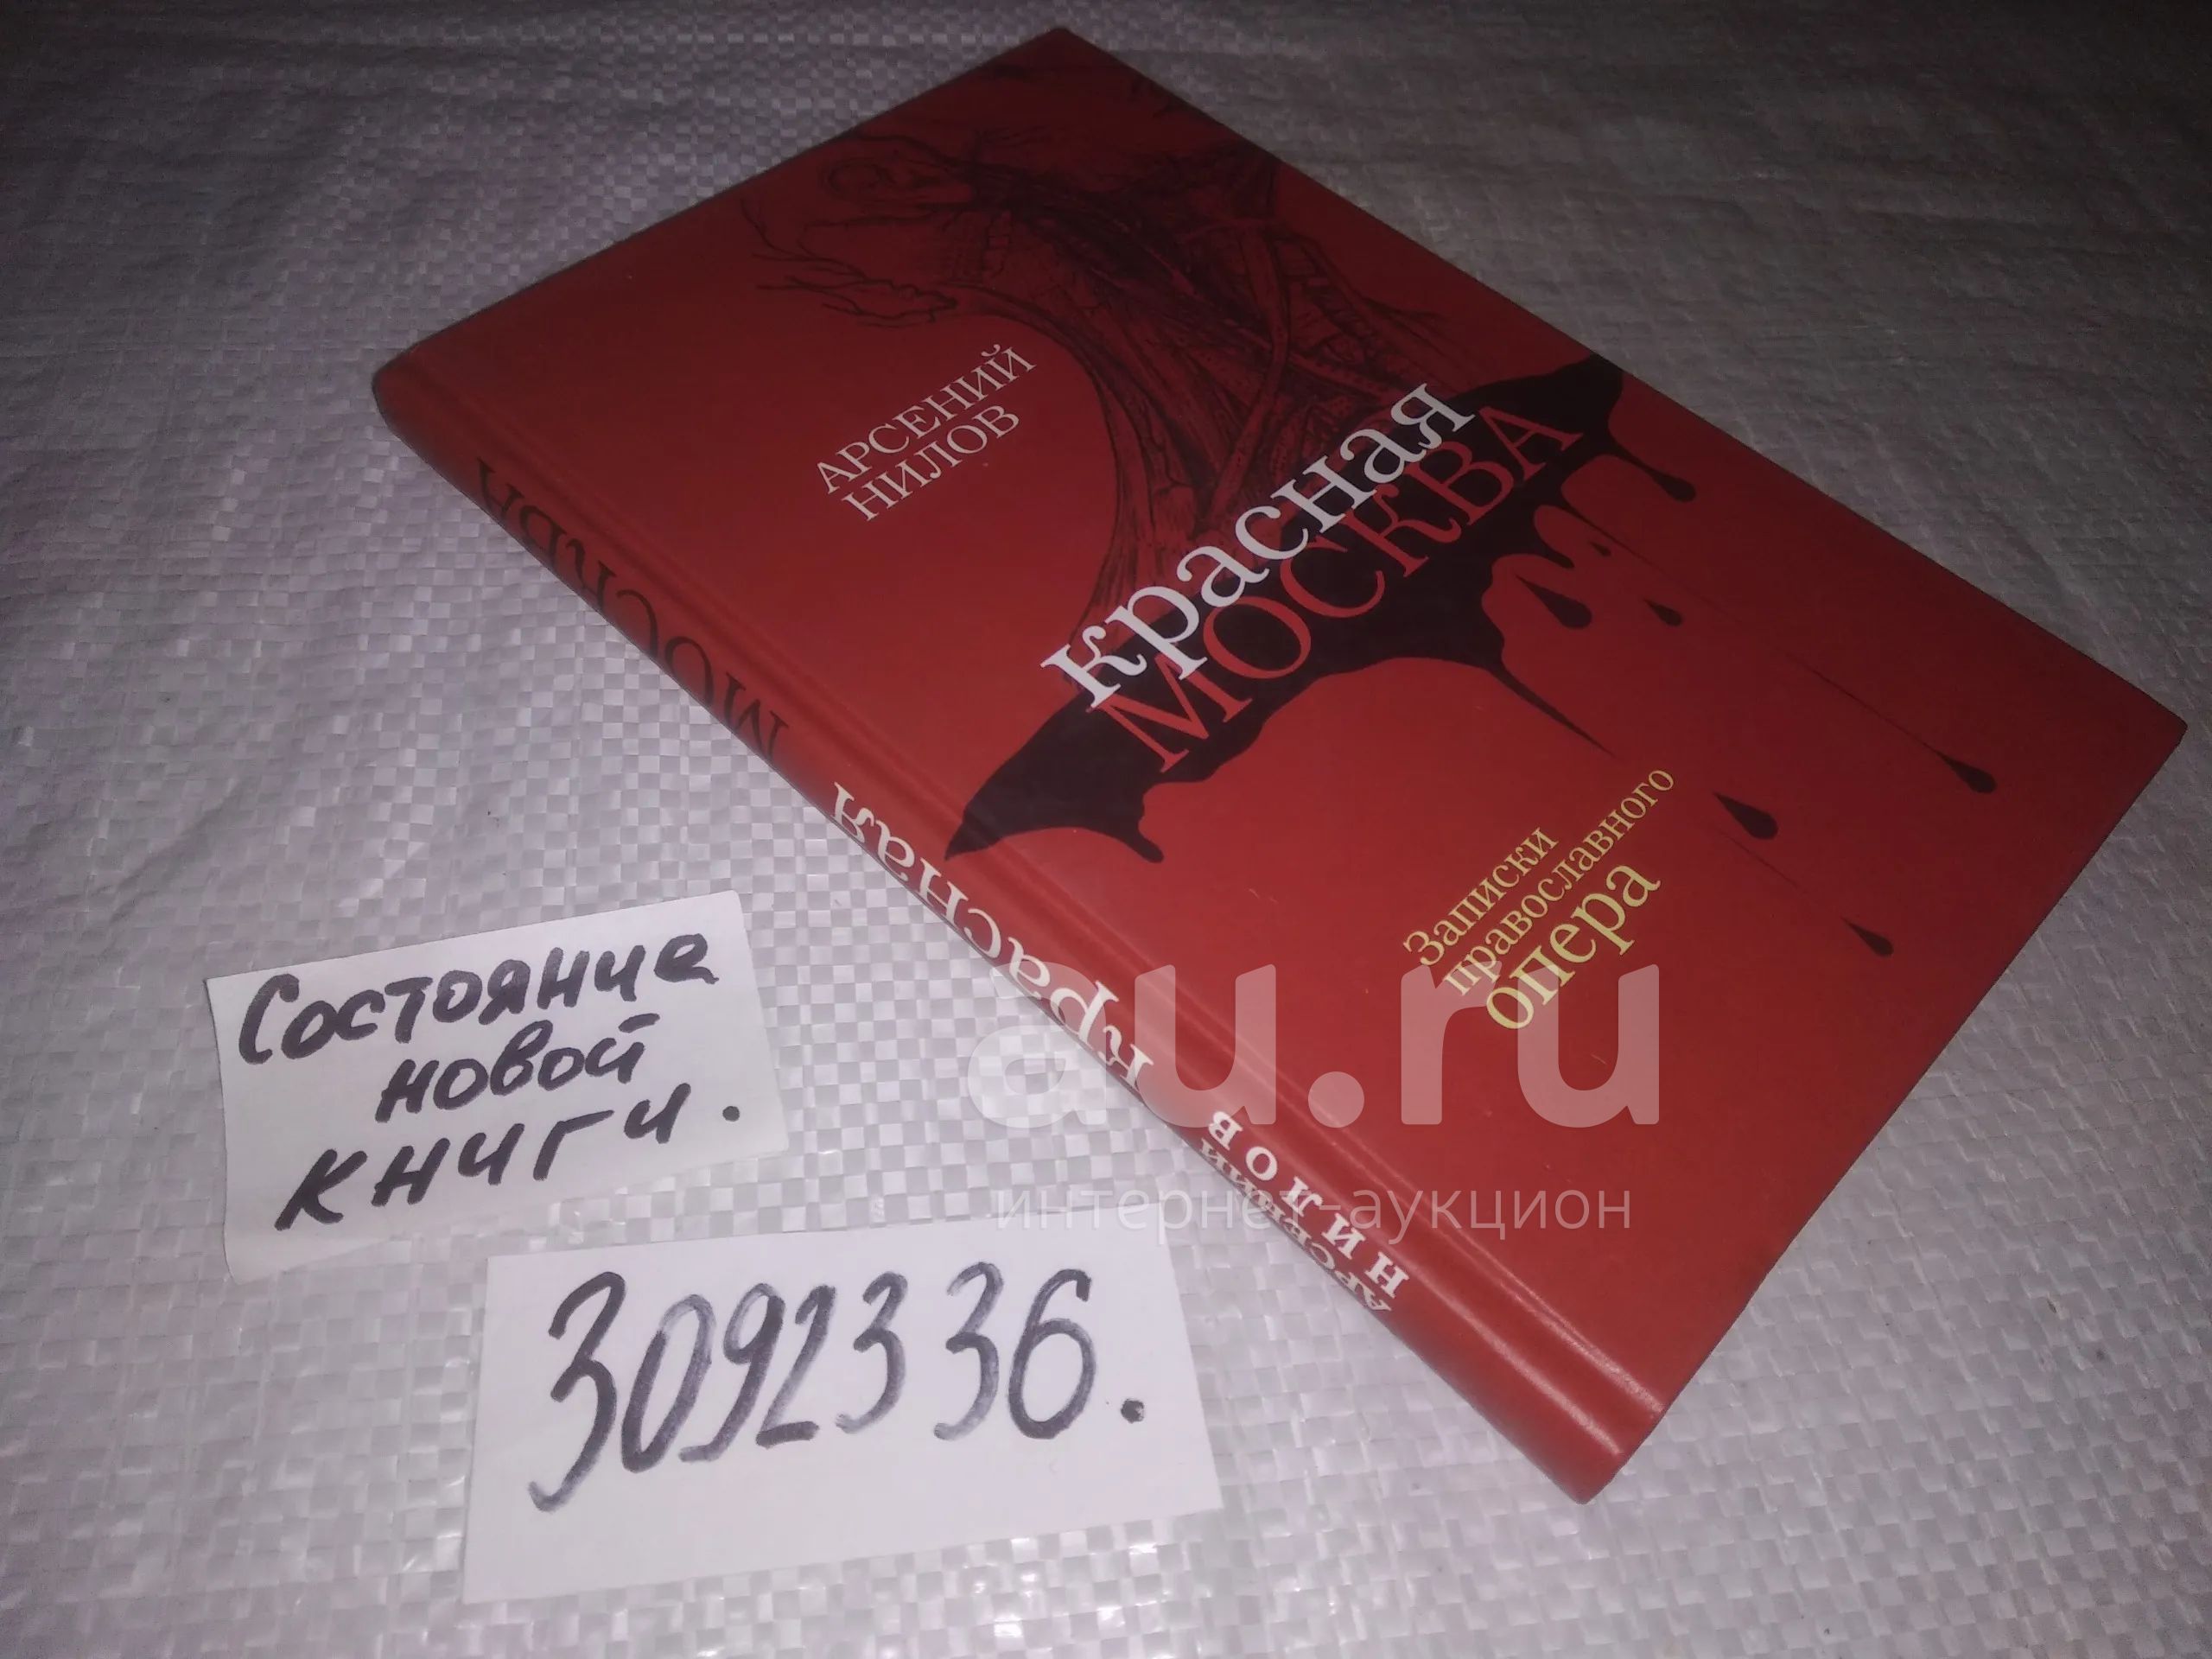 АРСЕНИЙ
НИЛОВ
красная
МОСКВА
Записки
православного
опера
МОСКВА
красная
АРСЕНИЙ
НИЛОВ
au.ru
интернет-аукцион
Состояние
новой
книги.
3092336.